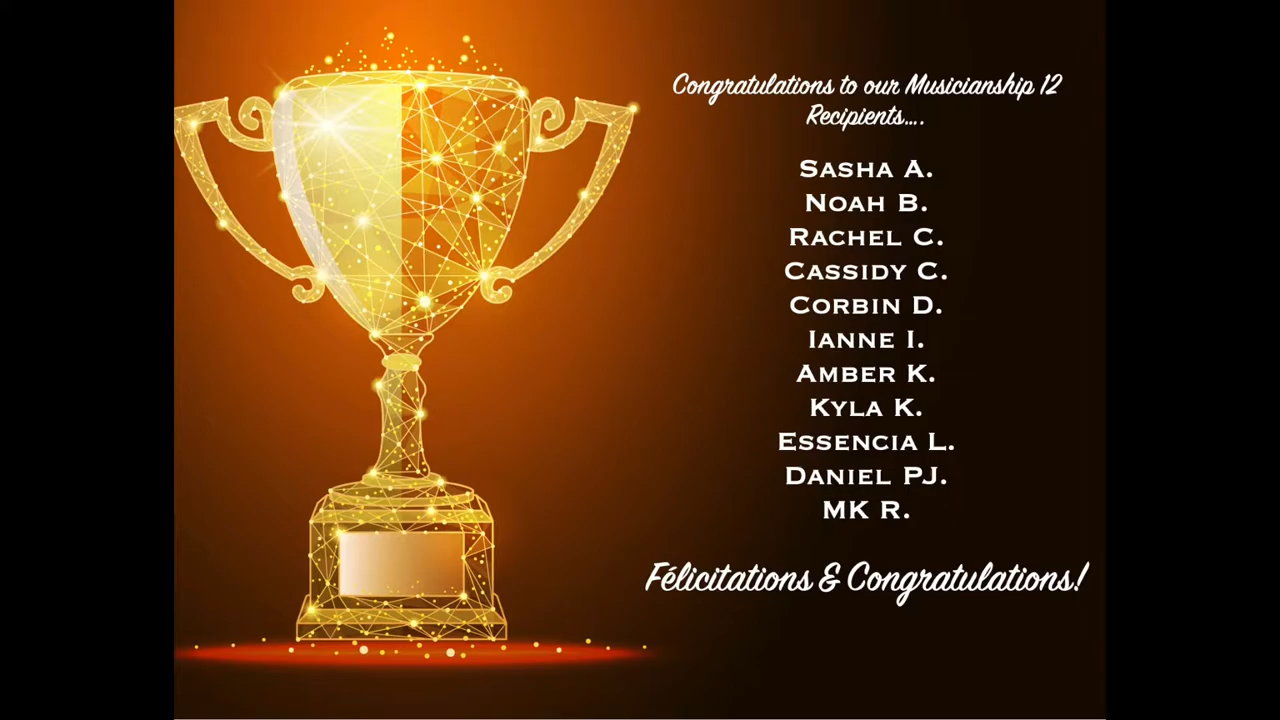 Congratulations to our Musicianship 12
Recipients....
Sasha A.
Noah B.
Rachel C.
Cassidy C.
Corbin D.
Ianne I.
Amber K.
Kyla K.
Essencia L.
Daniel PJ.
MK R.
Félicitations & Congratulations!